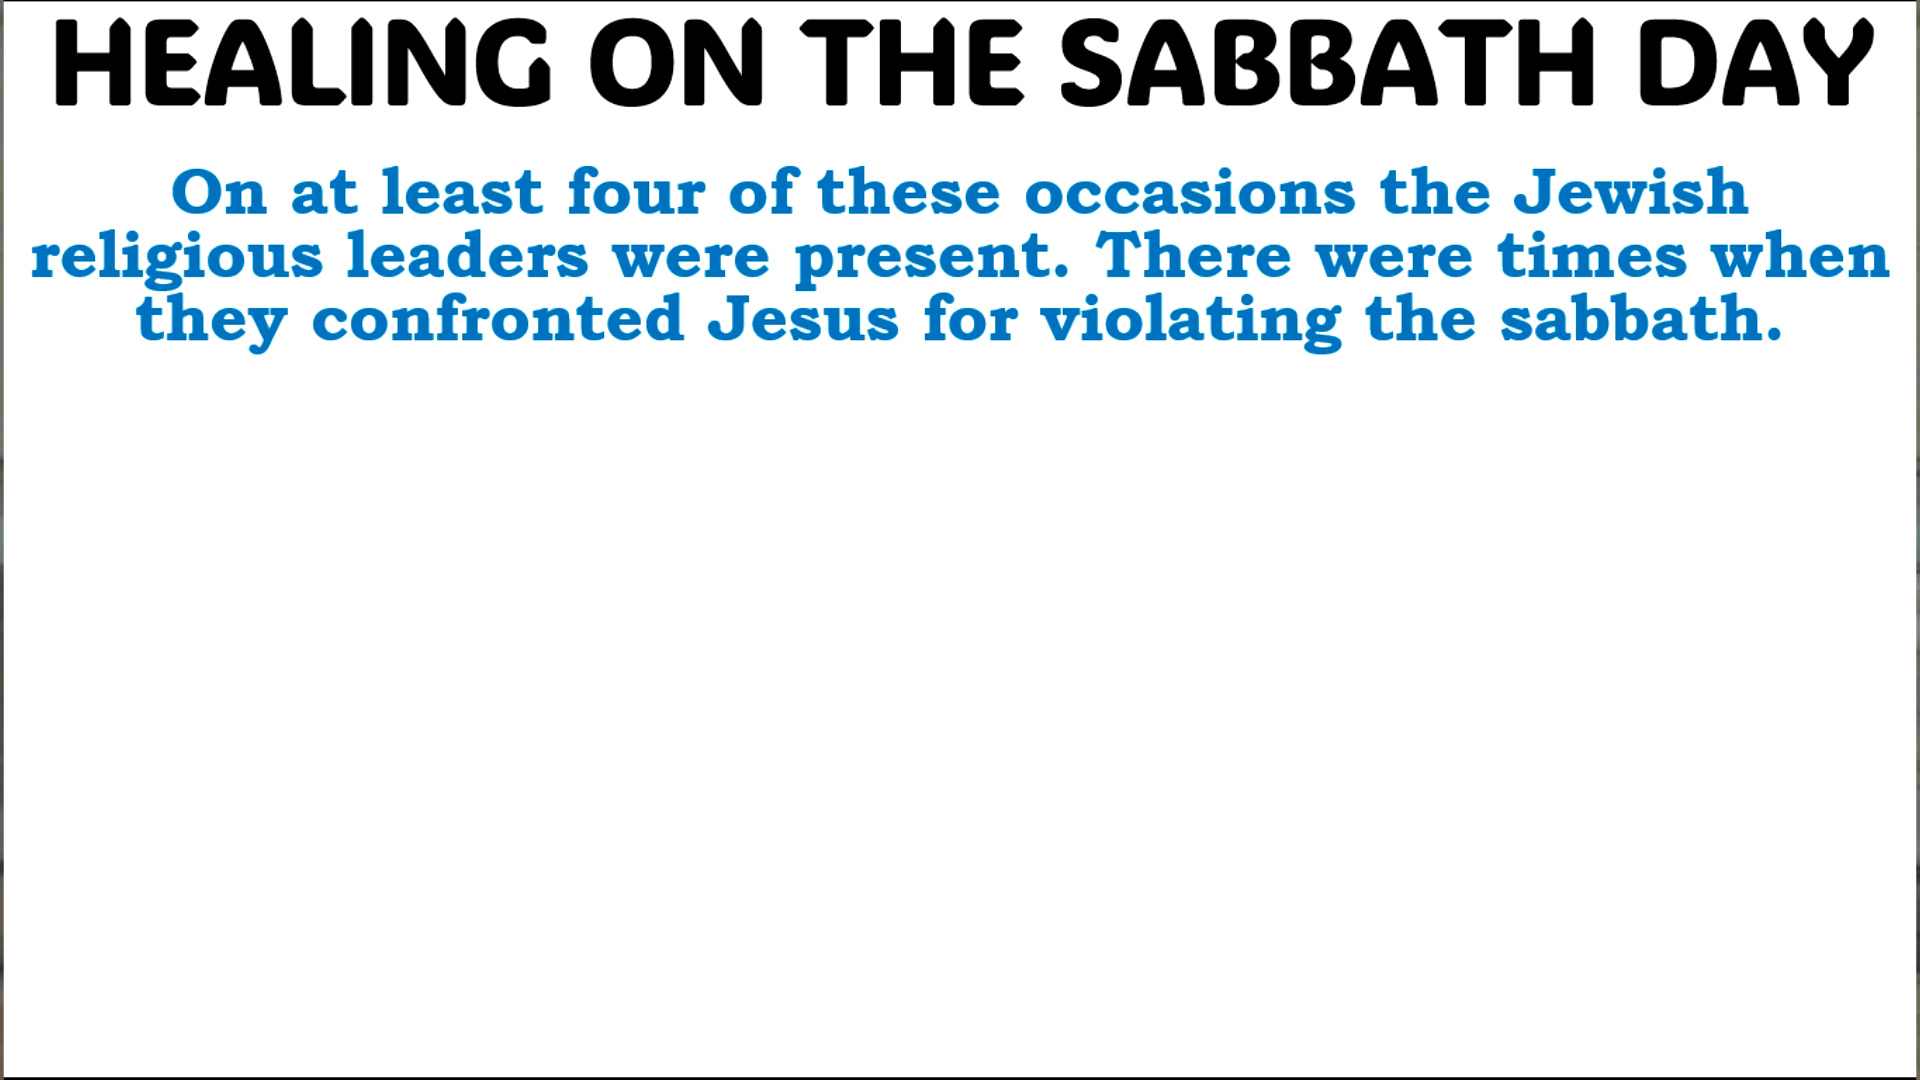 HEALING ON THE SABBATH DAY
On at least four of these occasions the Jewish
religious leaders were present. There were times when
they confronted Jesus for violating the sabbath.